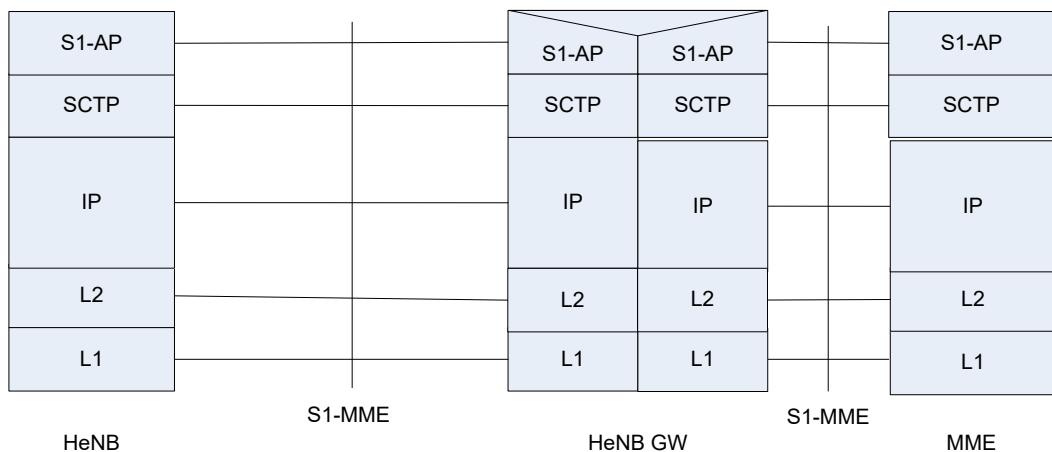 S1-AP
S1-AP
S1-AP
S1-AP
SCTP
SCTP
SCTP
SCTP
IP
IP
IP
IP
L2
L2
L2
L2
L1
L1
L1
L1
S1-MME
S1-MME
HeNB
HeNB GW
MME